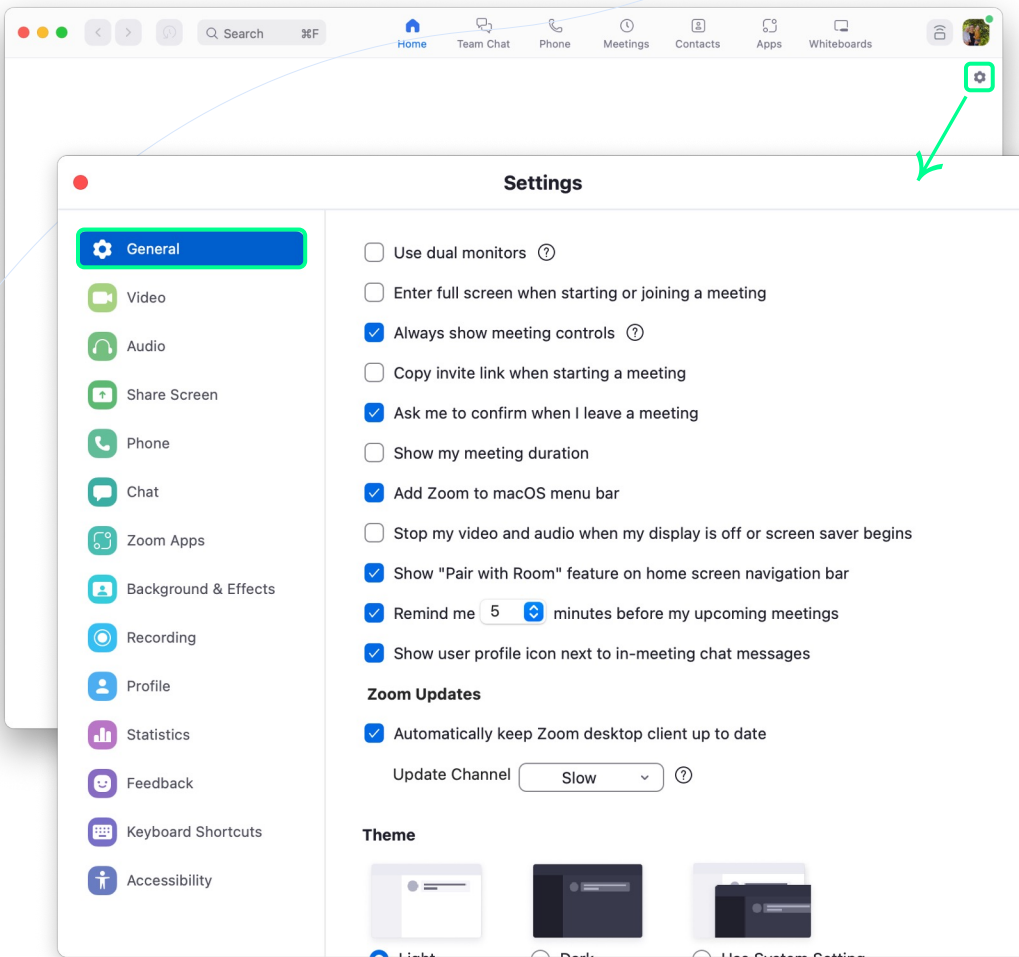 Search ⌘F
Home
Team Chat
Phone
Meetings
Contacts
Apps
Whiteboards
Settings
General
Video
Audio
Share Screen
Phone
Chat
Zoom Apps
Background & Effects
Recording
Profile
Statistics
Feedback
Keyboard Shortcuts
Accessibility
Use dual monitors ?
Enter full screen when starting or joining a meeting
Always show meeting controls ?
Copy invite link when starting a meeting
Ask me to confirm when I leave a meeting
Show my meeting duration
Add Zoom to macOS menu bar
Stop my video and audio when my display is off or screen saver begins
Show "Pair with Room" feature on home screen navigation bar
Remind me 5 minutes before my upcoming meetings
Show user profile icon next to in-meeting chat messages
Zoom Updates
Automatically keep Zoom desktop client up to date
Update Channel Slow ?
Theme
Light
Dark
Use System Setting